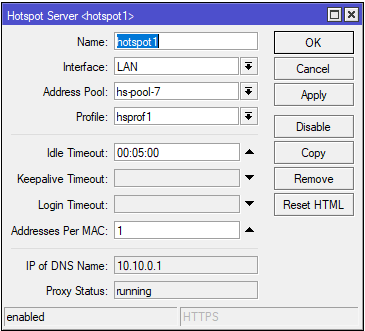 Hotspot Server <hotspot1>
Name: hotspot1
OK
Interface: LAN
Cancel
Address Pool: hs-pool-7
Apply
Profile: hsprof1
Disable
Idle Timeout: 00:05:00
Copy
Keepalive Timeout:
Remove
Login Timeout:
Reset HTML
Addresses Per MAC: 1
IP of DNS Name: 10.10.0.1
Proxy Status: running
enabled
HTTPS